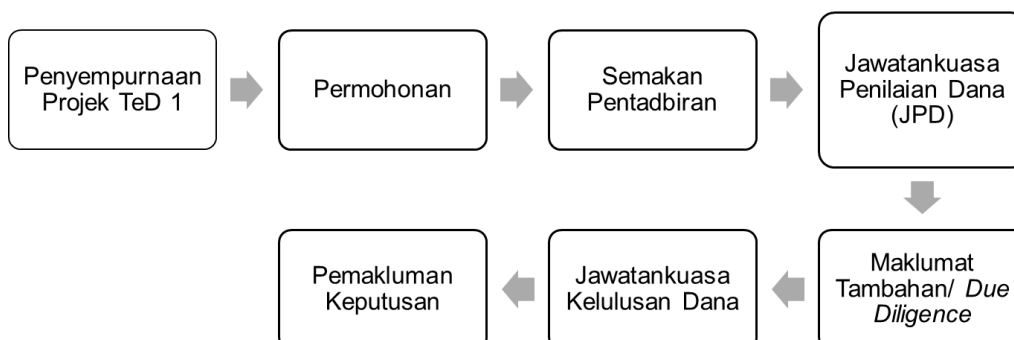 Penyempurnaan
Projek TeD 1
Permohonan
Semakan
Pentadbiran
Jawatankuasa
Penilaian Dana
(JPD)
Maklumat
Tambahan/ Due
Diligence
Jawatankuasa
Kelulusan Dana
Pemakluman
Keputusan